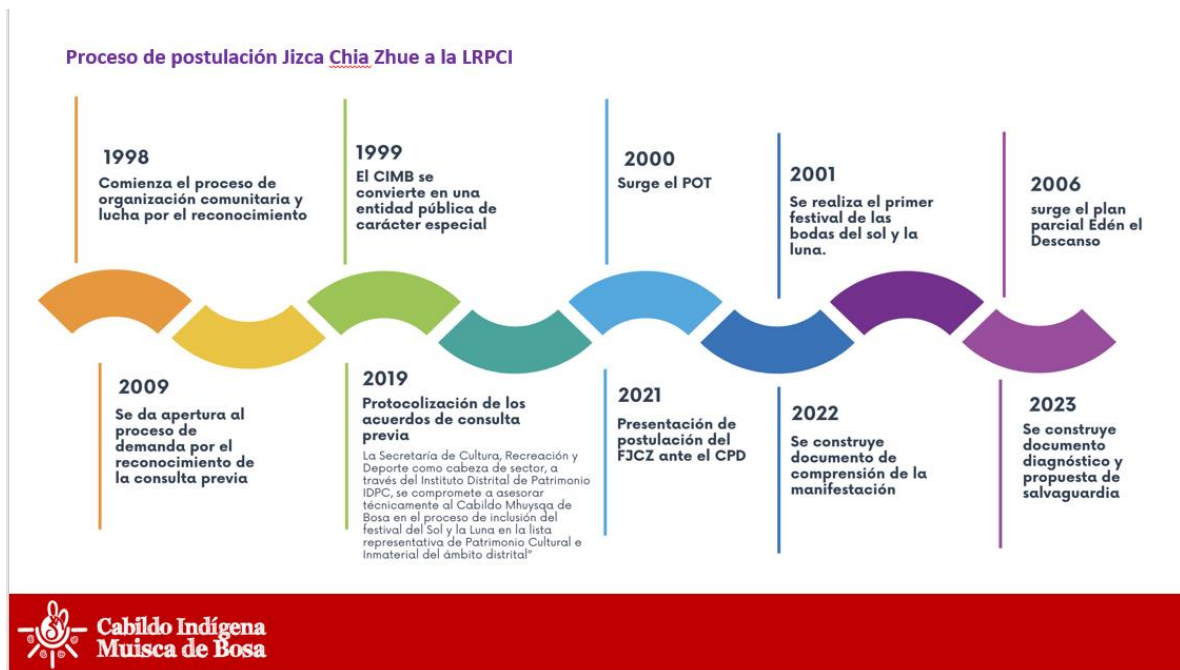 Proceso de postulación Jizca Chia Zhue a la LRPCI
1998
Comienza el proceso de
organización comunitaria y
lucha por el reconocimiento
1999
El CIMB se
convierte en una
entidad pública de
carácter especial
2000
Surge el POT
2001
Se realiza el primer
festival de las
bodas del sol y la
luna.
2006
surge el plan
parcial Edén el
Descanso
2009
Se da apertura al
proceso de
demanda por el
reconocimiento de
la consulta previa
2019
Protocolización de los
acuerdos de consulta
previa
La Secretaría de Cultura, Recreación y
Deporte como cabeza de sector, a
través del Instituto Distrital de Patrimonio
IDPC, se compromete a asesorar
técnicamente al Cabildo Mhuysqa de
Bosa en el proceso de inclusión del
festival del Sol y la Luna en la lista
representativa de Patrimonio Cultural e
Inmaterial del ámbito distrital"
2021
Presentación de
postulación del
FJCZ ante el CPD
2022
Se construye
documento de
comprensión de la
manifestación
2023
Se construye
documento
diagnóstico y
propuesta de
salvaguardia
Cabildo Indígena
Muisca de Bosa